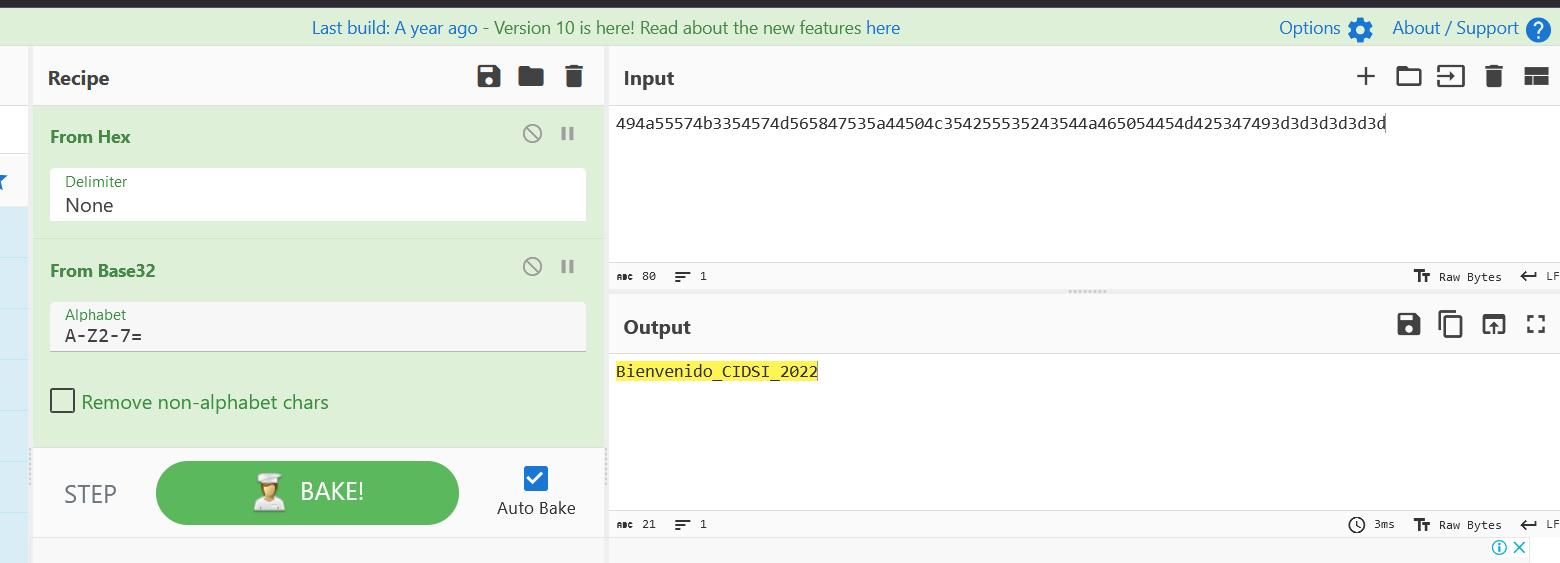 Last build: A year ago - Version 10 is here! Read about the new features here
Options
About / Support
Recipe
From Hex
Delimiter
None
From Base32
Alphabet
A-Z2-7=
Remove non-alphabet chars
STEP
BAKE!
Auto Bake
Input
494a55574b3354574d565847535a44504c354255535243544a465054454d425347493d3d3d3d3d3d
ABC 80
1
Tт Raw Bytes
LF
Output
Bienvenido_CIDSI_2022
ABC 21
1
3ms
Tт Raw Bytes
LF